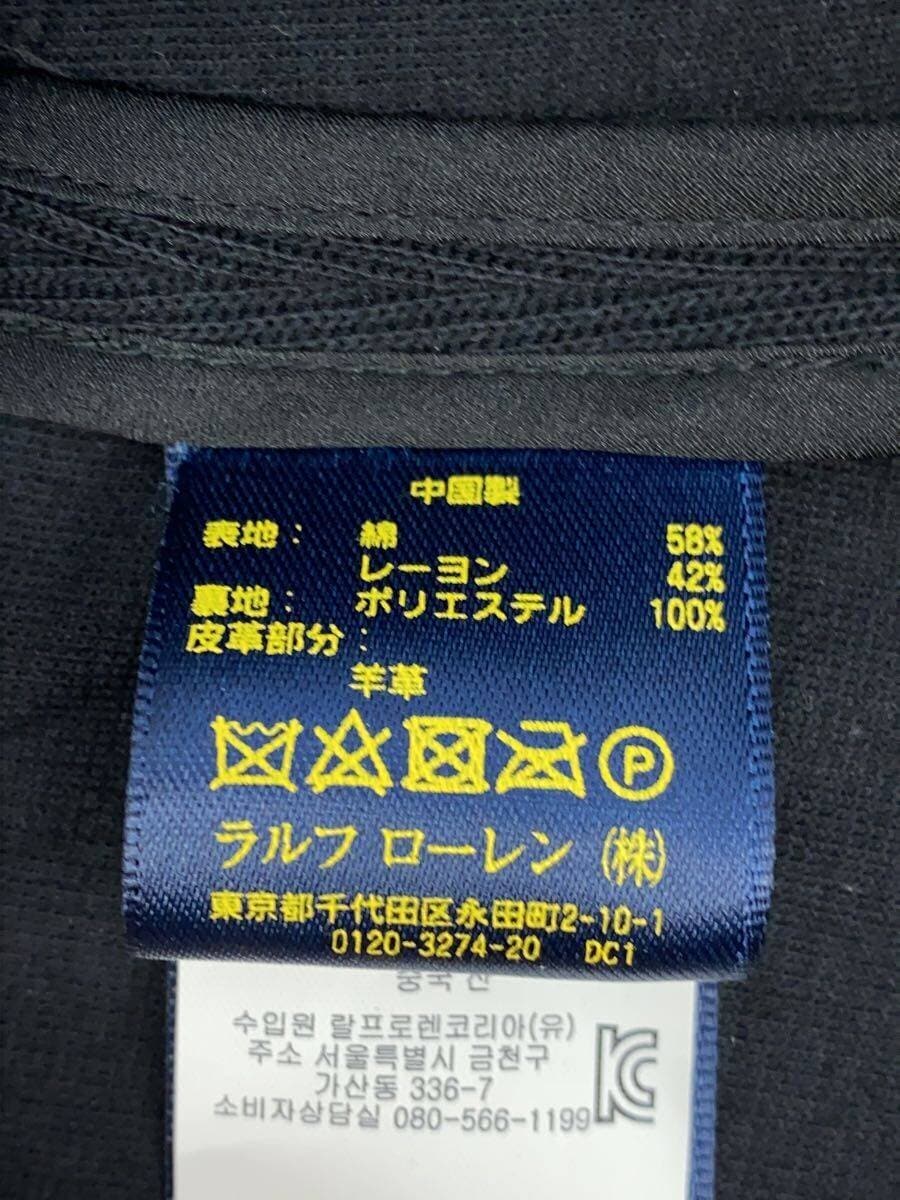 中国製
表地: 綿 58%
レーヨン 42%
裏地: ポリエステル 100%
皮革部分:
羊革
P
ラルフ ローレン (株)
東京都千代田区永田町2-10-1
0120-3274-20 DC1
중국 산
수입원 랄프로렌코리아(유)
주소 서울특별시 금천구
가산동 336-7
소비자상담실 080-566-1199